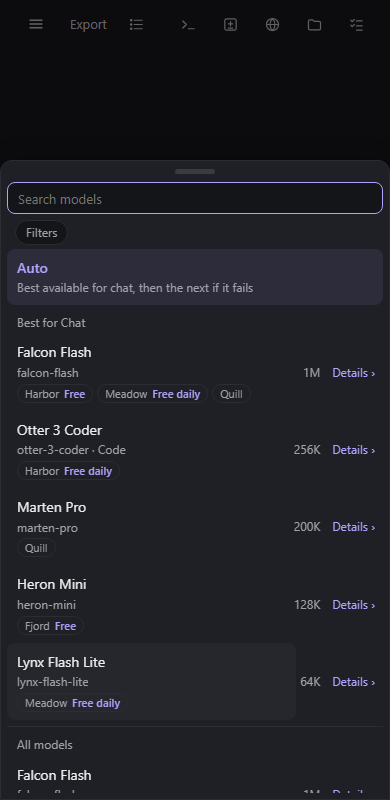 Export
Search models
Filters
Auto
Best available for chat, then the next if it fails
Best for Chat
Falcon Flash
falcon-flash 1M Details ›
Harbor Free Meadow Free daily Quill
Otter 3 Coder
otter-3-coder · Code 256K Details ›
Harbor Free daily
Marten Pro
marten-pro 200K Details ›
Quill
Heron Mini
heron-mini 128K Details ›
Fjord Free
Lynx Flash Lite
lynx-flash-lite 64K Details ›
Meadow Free daily
All models
Falcon Flash